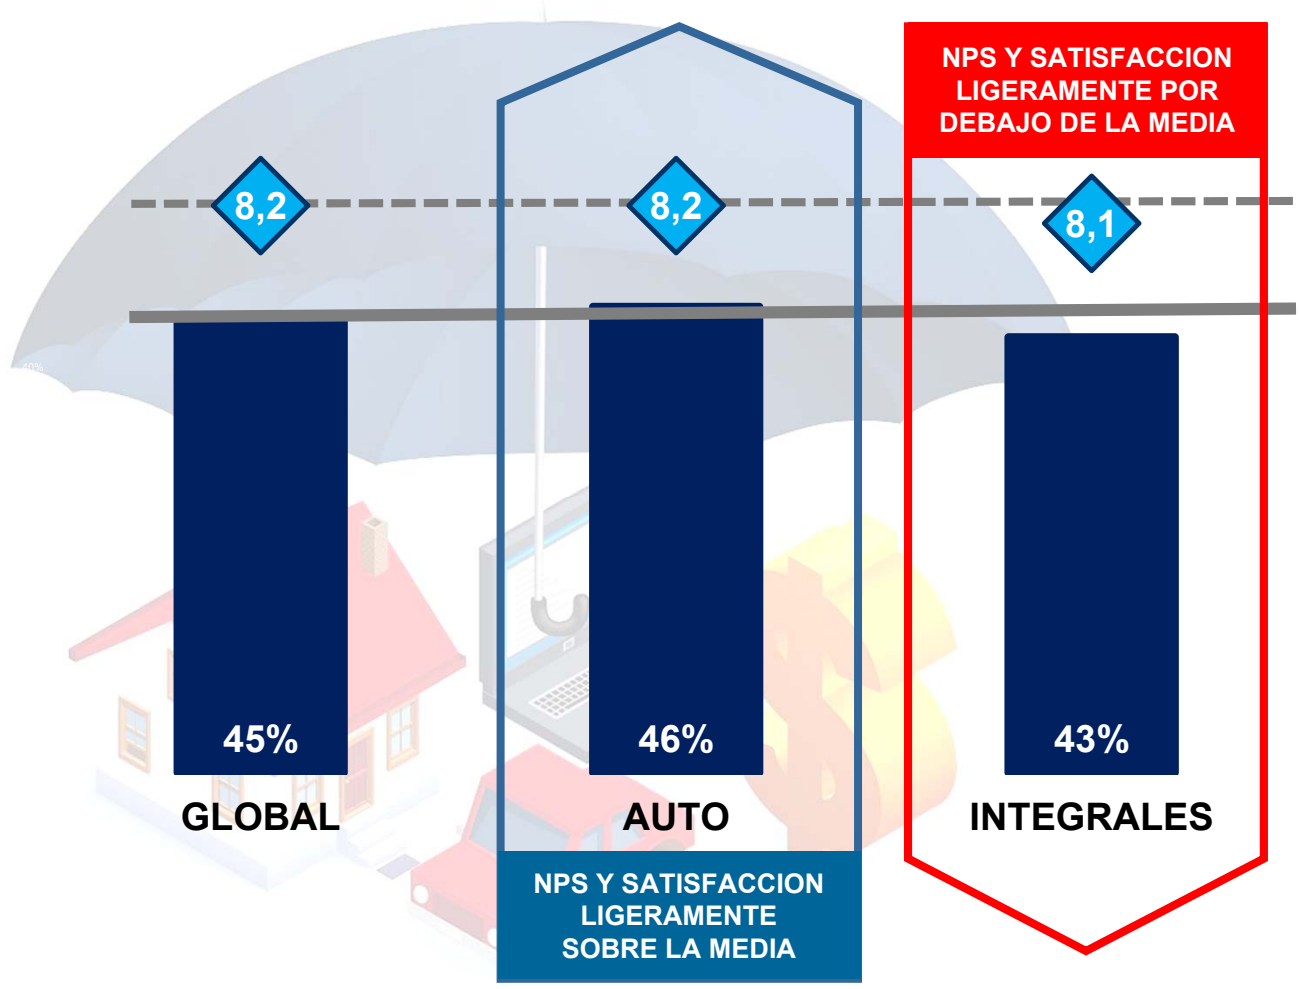 NPS Y SATISFACCION
LIGERAMENTE POR
DEBAJO DE LA MEDIA
8,2
8,2
8,1
40%
45%
46%
43%
GLOBAL
AUTO
INTEGRALES
NPS Y SATISFACCION
LIGERAMENTE
SOBRE LA MEDIA